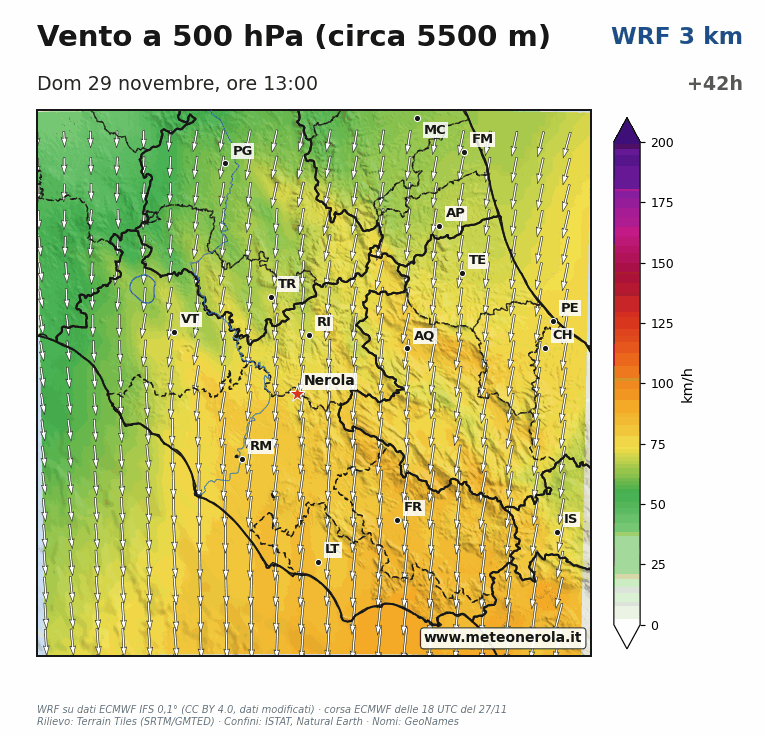 Vento a 500 hPa (circa 5500 m)
WRF 3 km
Dom 29 novembre, ore 13:00
+42h
MC
FM
PG
AP
TE
TR
PE
VT
RI
CH
AQ
Nerola
RM
FR
IS
LT
www.meteonerola.it
200
175
150
125
100
75
50
25
0
km/h
WRF su dati ECMWF IFS 0,1° (CC BY 4.0, dati modificati) · corsa ECMWF delle 18 UTC del 27/11
Rilievo: Terrain Tiles (SRTM/GMTED) · Confini: ISTAT, Natural Earth · Nomi: GeoNames